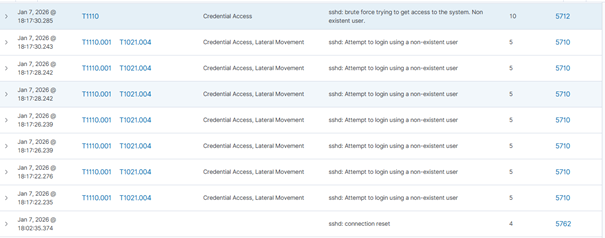 Jan 7, 2026 @
18:17:30.285
T1110
Credential Access
sshd: brute force trying to get access to the system. Non
existent user.
10
5712
Jan 7, 2026 @
18:17:30.243
T1110.001 T1021.004
Credential Access, Lateral Movement
sshd: Attempt to login using a non-existent user
5
5710
Jan 7, 2026 @
18:17:28.242
T1110.001 T1021.004
Credential Access, Lateral Movement
sshd: Attempt to login using a non-existent user
5
5710
Jan 7, 2026 @
18:17:28.242
T1110.001 T1021.004
Credential Access, Lateral Movement
sshd: Attempt to login using a non-existent user
5
5710
Jan 7, 2026 @
18:17:26.239
T1110.001 T1021.004
Credential Access, Lateral Movement
sshd: Attempt to login using a non-existent user
5
5710
Jan 7, 2026 @
18:17:26.239
T1110.001 T1021.004
Credential Access, Lateral Movement
sshd: Attempt to login using a non-existent user
5
5710
Jan 7, 2026 @
18:17:22.276
T1110.001 T1021.004
Credential Access, Lateral Movement
sshd: Attempt to login using a non-existent user
5
5710
Jan 7, 2026 @
18:17:22.235
T1110.001 T1021.004
Credential Access, Lateral Movement
sshd: Attempt to login using a non-existent user
5
5710
Jan 7, 2026 @
18:02:35.374
sshd: connection reset
4
5762